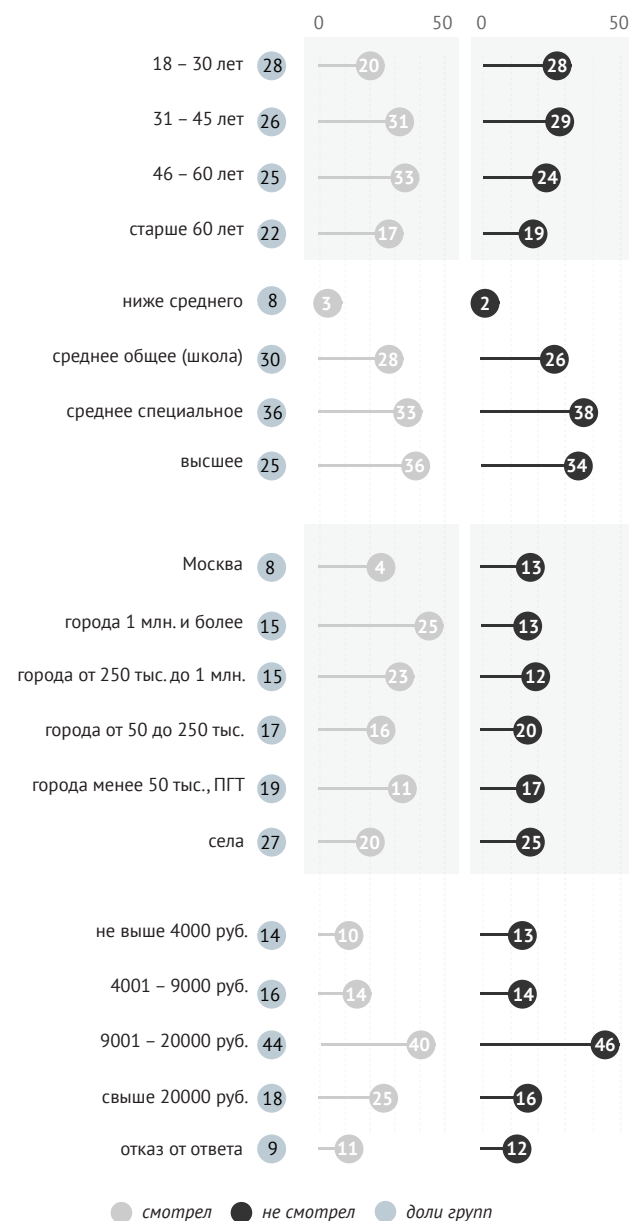 0 50 0 50
18 – 30 лет 28 20 28
31 – 45 лет 26 31 29
46 – 60 лет 25 33 24
старше 60 лет 22 17 19
ниже среднего 8 3 2
среднее общее (школа) 30 28 26
среднее специальное 36 33 38
высшее 25 36 34
Москва 8 4 13
города 1 млн. и более 15 25 13
города от 250 тыс. до 1 млн. 15 23 12
города от 50 до 250 тыс. 17 16 20
города менее 50 тыс., ПГТ 19 11 17
села 27 20 25
не выше 4000 руб. 14 10 13
4001 – 9000 руб. 16 14 14
9001 – 20000 руб. 44 40 46
свыше 20000 руб. 18 25 16
отказ от ответа 9 11 12
смотрел не смотрел доли групп